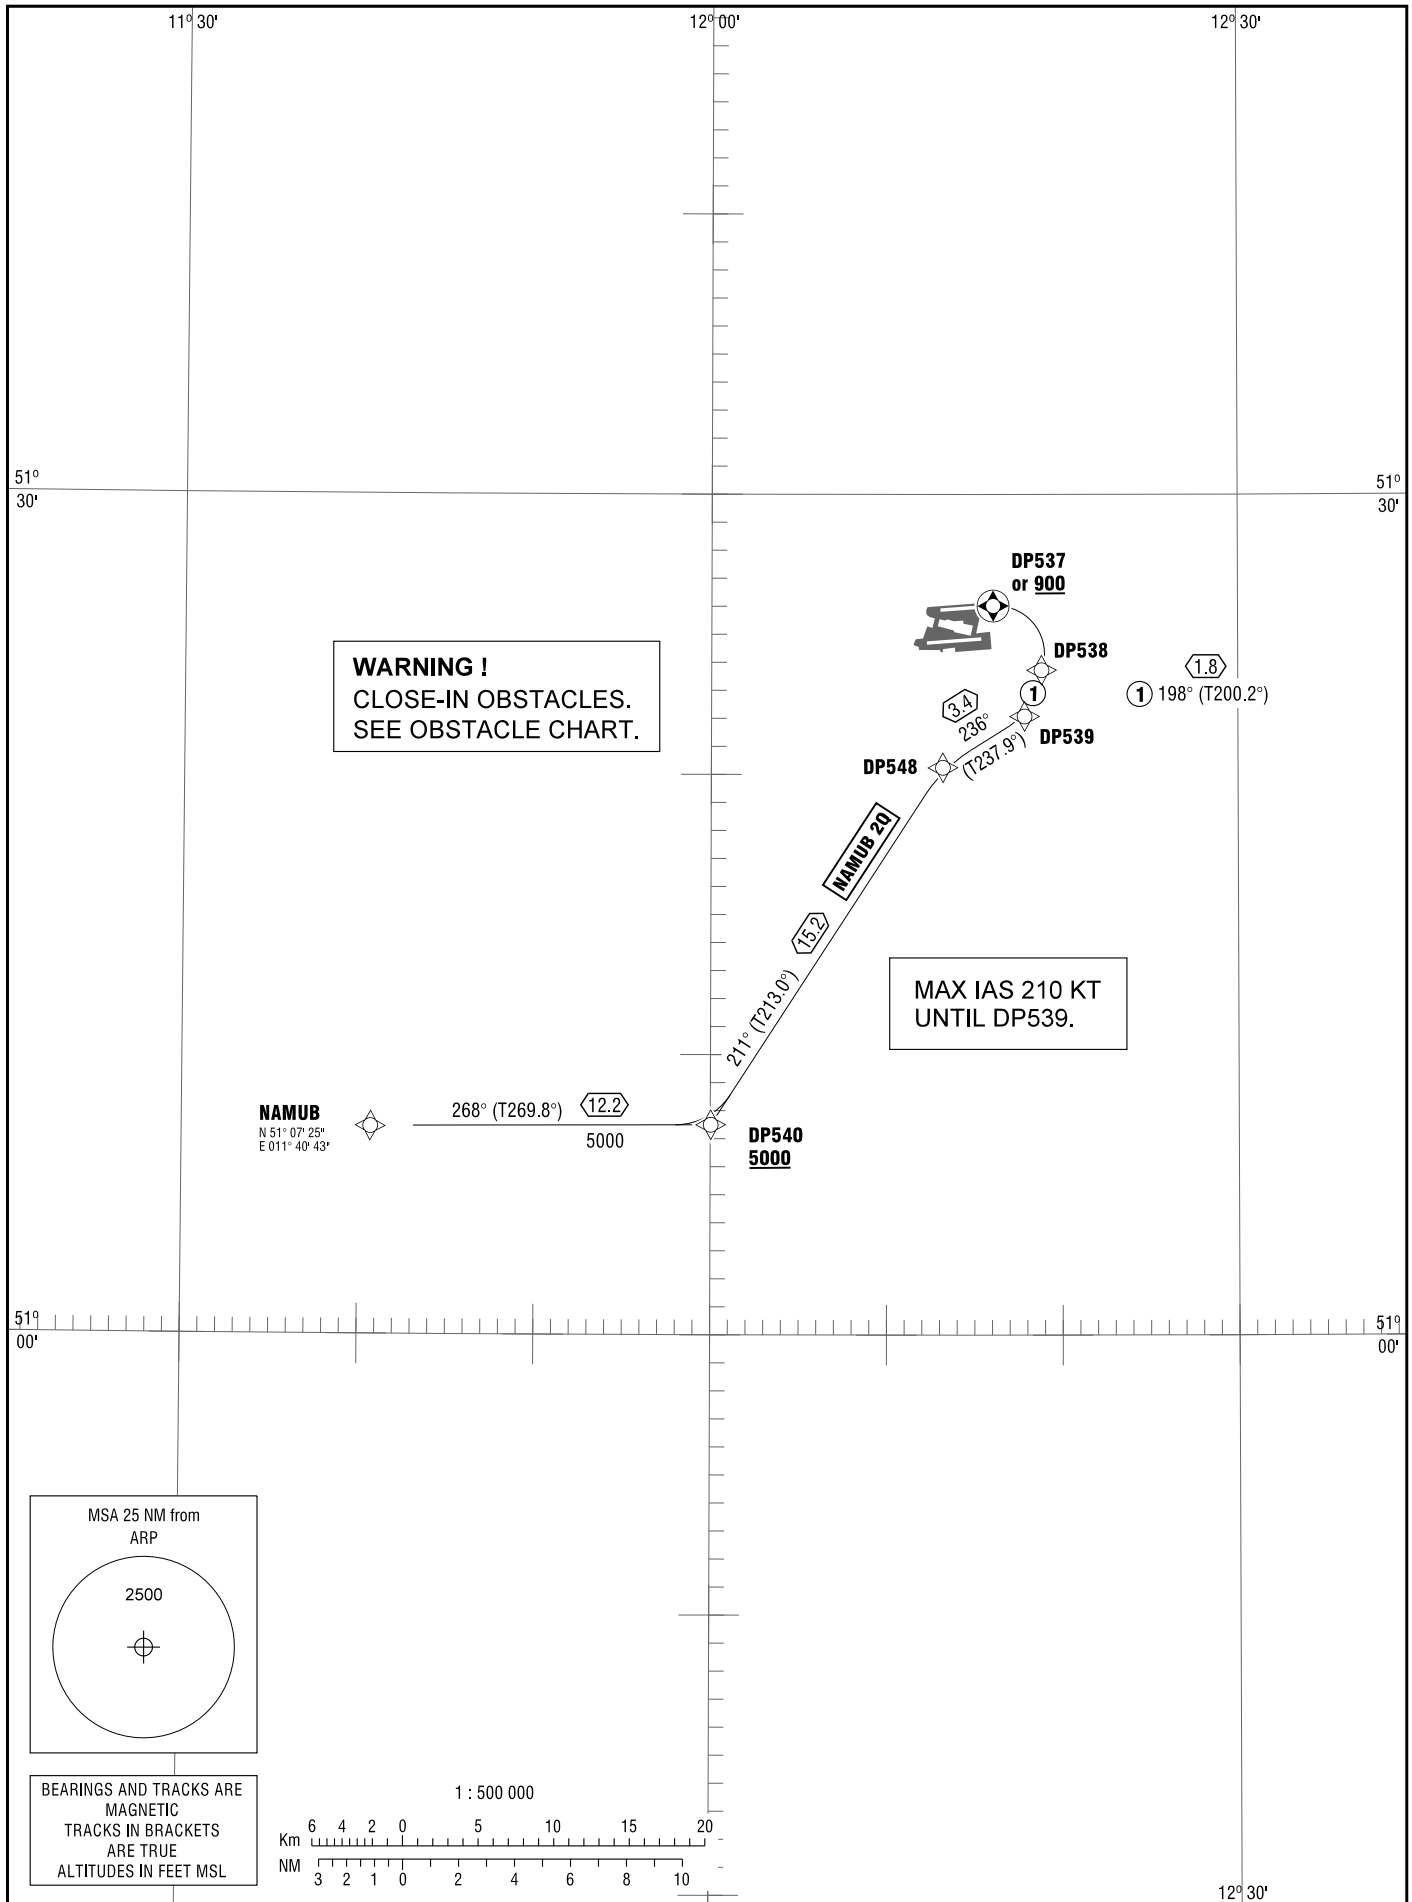 11° 30'
12° 00'
12° 30'
51°
30'
51°
30'
DP537
or 900
WARNING !
CLOSE-IN OBSTACLES.
SEE OBSTACLE CHART.
DP538
1.8
1
1 198° (T200.2°)
3.4
236°
(T237.9°)
DP539
DP548
NAMUB 2Q
15.2
211° (T213.0°)
MAX IAS 210 KT
UNTIL DP539.
NAMUB
N 51° 07' 25"
E 011° 40' 43"
268° (T269.8°)
12.2
5000
DP540
5000
51°
00'
51°
00'
MSA 25 NM from
ARP
2500
BEARINGS AND TRACKS ARE
MAGNETIC
TRACKS IN BRACKETS
ARE TRUE
ALTITUDES IN FEET MSL
1 : 500 000
Km 6 4 2 0 5 10 15 20
NM 3 2 1 0 2 4 6 8 10
12° 30'